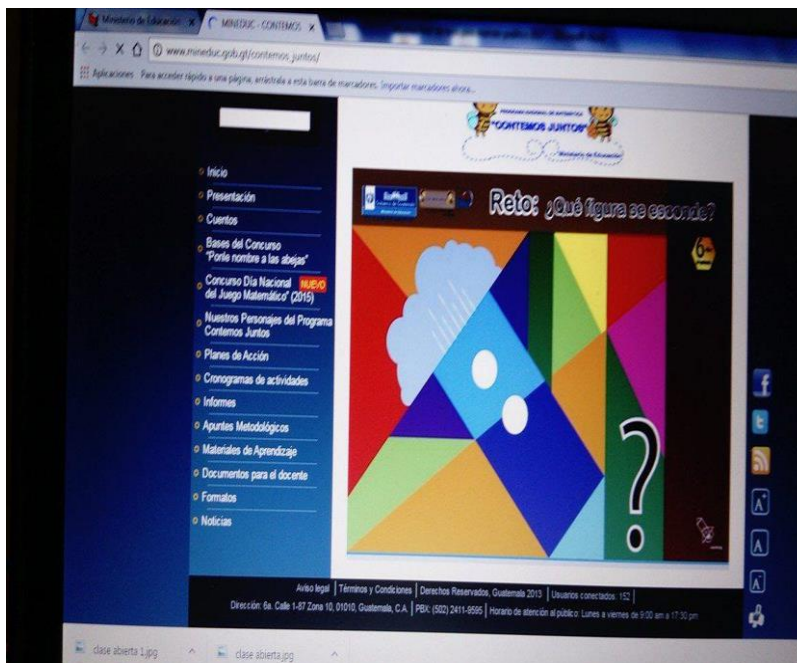 Ministerio de Educación
MINEDUC - CONTEMOS
www.mineduc.gob.gt/contemos_juntos/
Aplicaciones Para acceder rápido a una página, arrástrala a esta barra de marcadores. Importar marcadores ahora...
PROGRAMA NACIONAL DE MATEMÁTICA
"CONTEMOS JUNTOS"
Ministerio de Educación
Inicio
Presentación
Cuentos
Bases del Concurso
"Ponle nombre a las abejas"
Concurso Día Nacional NUEVO
del Juego Matemático" (2015)
Nuestros Personajes del Programa
Contemos Juntos
Planes de Acción
Cronogramas de actividades
Informes
Apuntes Metodológicos
Materiales de Aprendizaje
Documentos para el docente
Formatos
Noticias
Reto: ¿Qué figura se esconde?
6
?
f
t
A+
A
A-
Aviso legal | Términos y Condiciones | Derechos Reservados, Guatemala 2013 | Usuarios conectados: 152 |
Dirección: 6a. Calle 1-87 Zona 10, 01010, Guatemala, C.A. | PBX: (502) 2411-9595 | Horario de atención al público: Lunes a viernes de 9:00 am a 17:30 pm
clase abierta 1.jpg
clase abierta.jpg